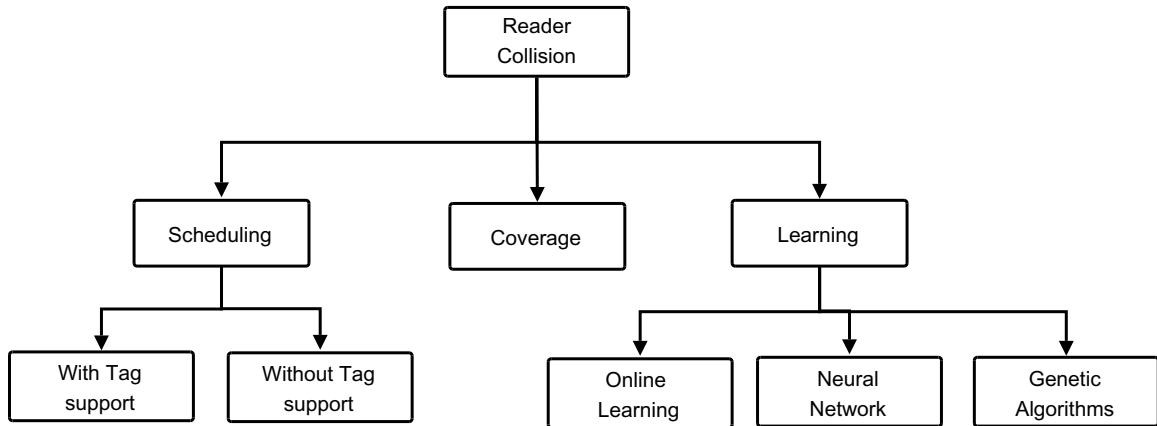 Reader
Collision
Scheduling
Coverage
Learning
With Tag
support
Without Tag
support
Online
Learning
Neural
Network
Genetic
Algorithms